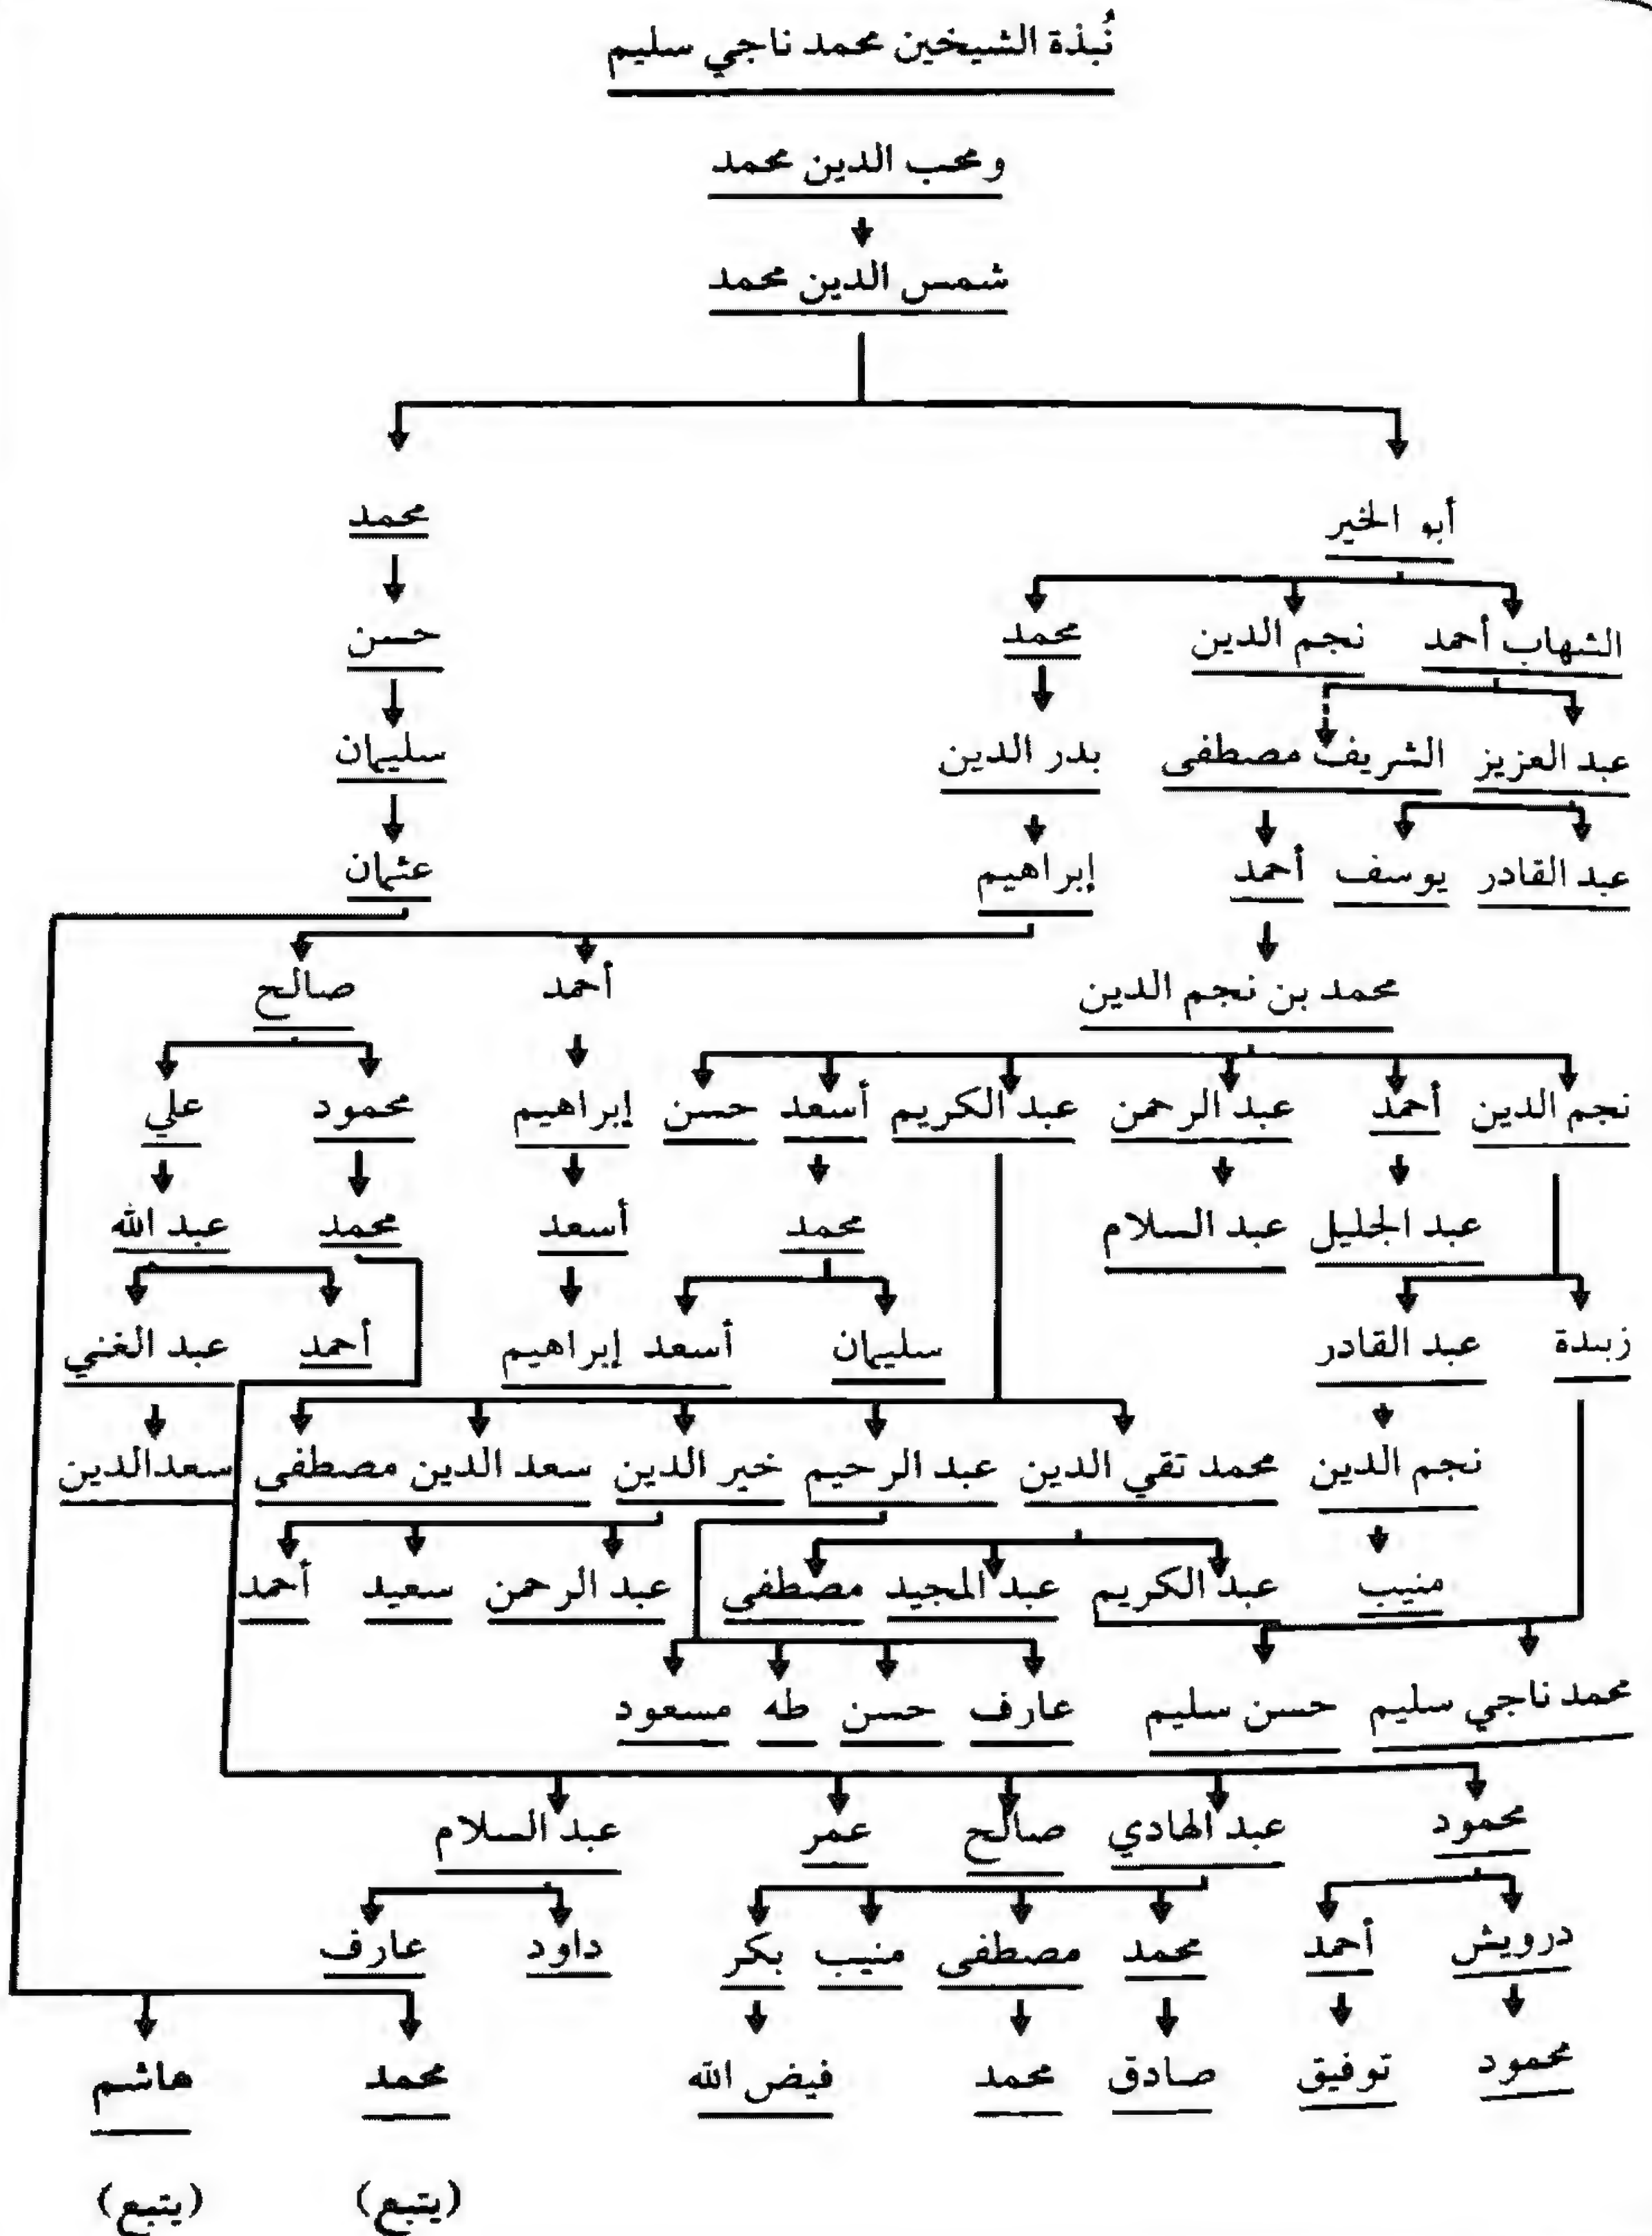 نُبذة الشيخين محمد ناجي سليم
ومحب الدين محمد
شمس الدين محمد
أبو الخير محمد
الشهاب أحمد نجم الدين محمد حسن
عبد العزيز الشريف مصطفى بدر الدين سليمان
عبد القادر يوسف أحمد إبراهيم عثمان
محمد بن نجم الدين أحمد صالح
نجم الدين أحمد عبد الرحمن عبد الكريم أسعد حسن إبراهيم محمود علي
عبد الجليل عبد السلام محمد أسعد محمد عبد الله
زبدة عبد القادر سليمان أسعد إبراهيم أحمد عبد الغني
نجم الدين محمد تقي الدين عبد الرحيم خير الدين سعد الدين مصطفى سعدالدين
منيب عبد الكريم عبد المجيد مصطفى عبد الرحمن سعيد أحمد
محمد ناجي سليم حسن سليم عارف حسن طه مسعود
محمود عبد الهادي صالح عمر عبد السلام
درويش أحمد محمد مصطفى منيب بكر داود عارف
محمود توفيق صادق محمد فيض الله محمد هاشم
(يتبع) (يتبع)